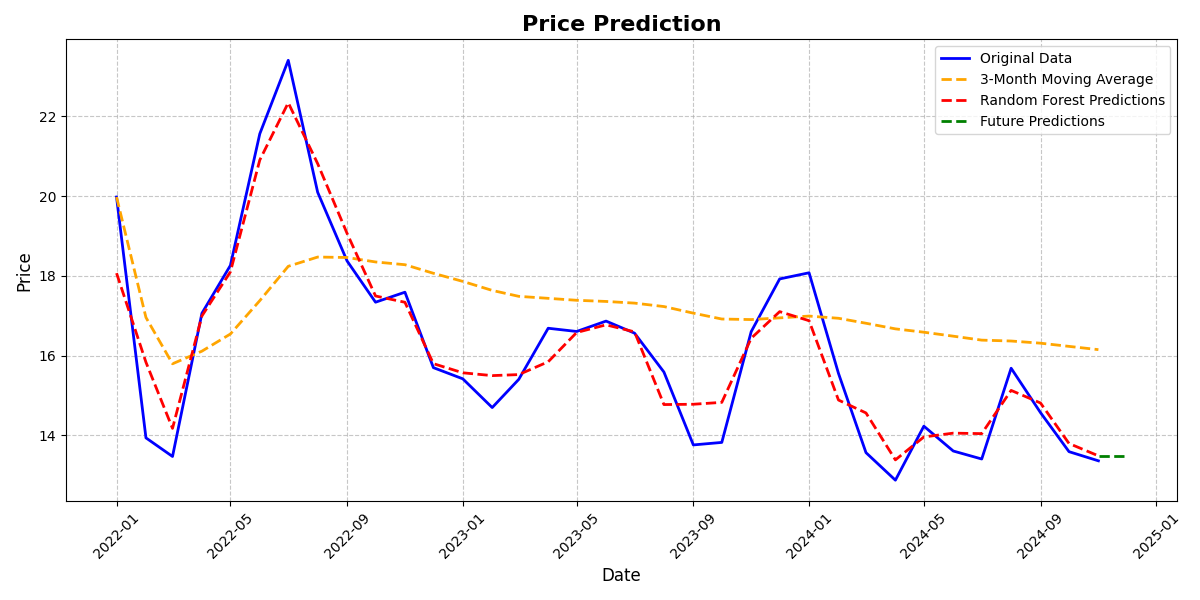 Price Prediction
Original Data
3-Month Moving Average
Random Forest Predictions
Future Predictions
Price
22
20
18
16
14
2022-01
2022-05
2022-09
2023-01
2023-05
2023-09
2024-01
2024-05
2024-09
2025-01
Date